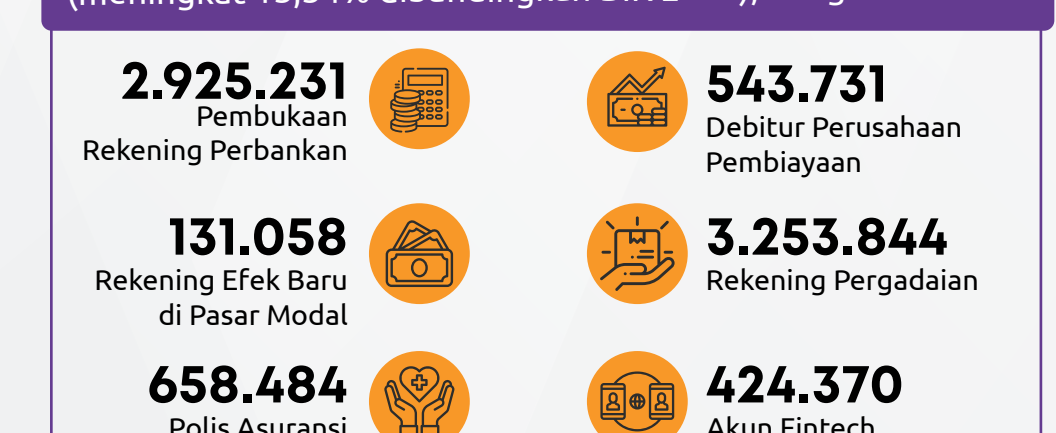 2.925.231
Pembukaan
Rekening Perbankan
543.731
Debitur Perusahaan
Pembiayaan
131.058
Rekening Efek Baru
di Pasar Modal
3.253.844
Rekening Pergadaian
658.484
Polis Asuransi
424.370
Akun Fintech